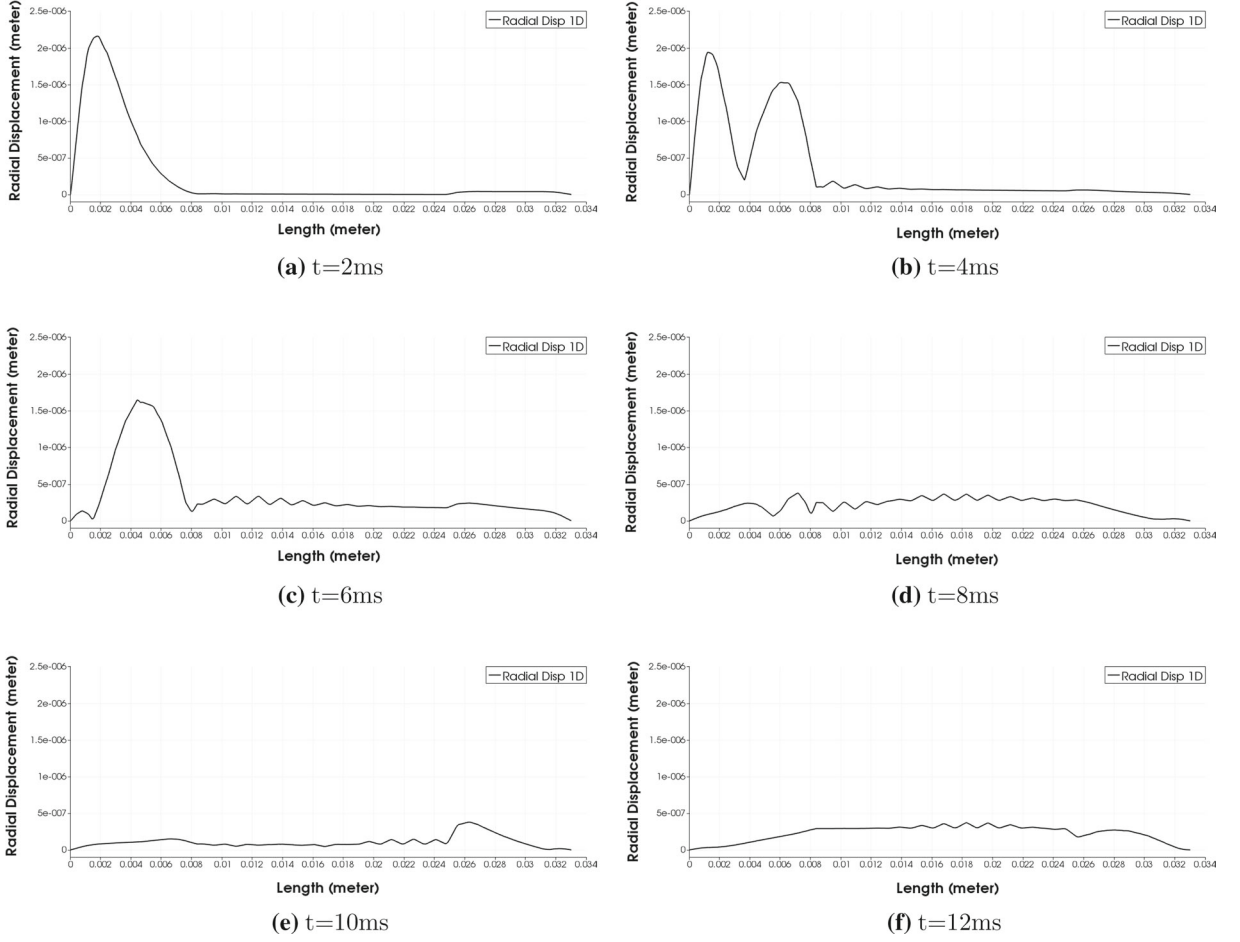 2.5e-006
2e-006
1.5e-006
1e-006
5e-007
0
Radial Displacement (meter)
Radial Disp 1D
0 0.002 0.004 0.006 0.008 0.01 0.012 0.014 0.016 0.018 0.02 0.022 0.024 0.026 0.028 0.03 0.032 0.034
Length (meter)
(a) t=2ms
2.5e-006
2e-006
1.5e-006
1e-006
5e-007
0
Radial Displacement (meter)
Radial Disp 1D
0 0.002 0.004 0.006 0.008 0.01 0.012 0.014 0.016 0.018 0.02 0.022 0.024 0.026 0.028 0.03 0.032 0.034
Length (meter)
(b) t=4ms
2.5e-006
2e-006
1.5e-006
1e-006
5e-007
0
Radial Displacement (meter)
Radial Disp 1D
0 0.002 0.004 0.006 0.008 0.01 0.012 0.014 0.016 0.018 0.02 0.022 0.024 0.026 0.028 0.03 0.032 0.034
Length (meter)
(c) t=6ms
2.5e-006
2e-006
1.5e-006
1e-006
5e-007
0
Radial Displacement (meter)
Radial Disp 1D
0 0.002 0.004 0.006 0.008 0.01 0.012 0.014 0.016 0.018 0.02 0.022 0.024 0.026 0.028 0.03 0.032 0.034
Length (meter)
(d) t=8ms
2.5e-006
2e-006
1.5e-006
1e-006
5e-007
0
Radial Displacement (meter)
Radial Disp 1D
0 0.002 0.004 0.006 0.008 0.01 0.012 0.014 0.016 0.018 0.02 0.022 0.024 0.026 0.028 0.03 0.032 0.034
Length (meter)
(e) t=10ms
2.5e-006
2e-006
1.5e-006
1e-006
5e-007
0
Radial Displacement (meter)
Radial Disp 1D
0 0.002 0.004 0.006 0.008 0.01 0.012 0.014 0.016 0.018 0.02 0.022 0.024 0.026 0.028 0.03 0.032 0.034
Length (meter)
(f) t=12ms